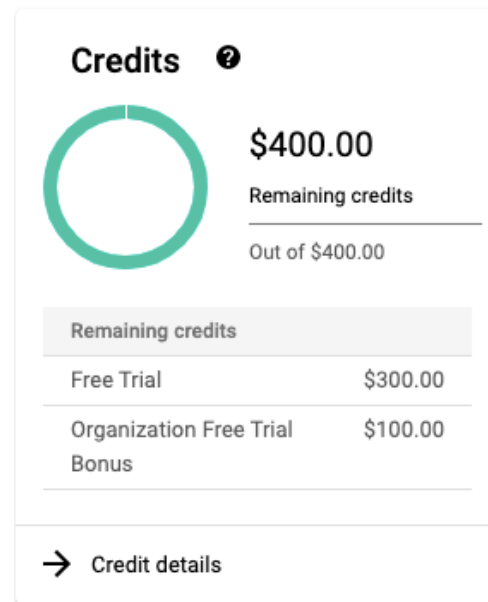 Credits
$400.00
Remaining credits
Out of $400.00
Remaining credits
Free Trial $300.00
Organization Free Trial $100.00
Bonus
Credit details